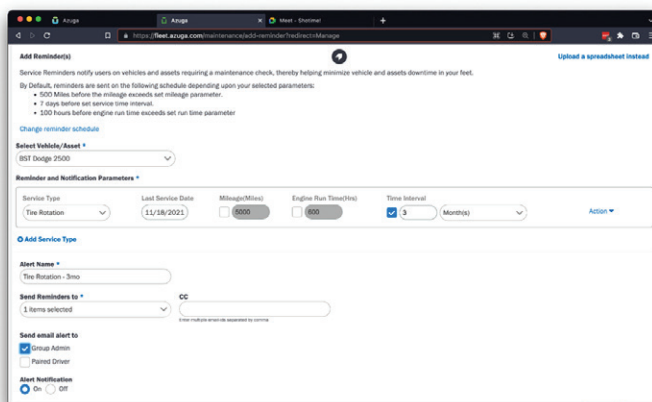 Azuga
Azuga
Meet - Shotime!
https://fleet.azuga.com/maintenance/add-reminder?redirect=Manage
Add Reminder(s)
Upload a spreadsheet instead
Service Reminders notify users on vehicles and assets requiring a maintenance check, thereby helping minimize vehicle and assets downtime in your feet.
By Default, reminders are sent on the following schedule depending upon your selected parameters:
• 500 Miles before the mileage exceeds set mileage parameter.
• 7 days before set service time interval.
• 100 hours before engine run time exceeds set run time parameter
Change reminder schedule
Select Vehicle/Asset *
BST Dodge 2500
Reminder and Notification Parameters *
Service Type Last Service Date Mileage(Miles) Engine Run Time(Hrs) Time Interval
Tire Rotation 11/18/2021 5000 600 3 Month(s) Action
Add Service Type
Alert Name *
Tire Rotation - 3mo
Send Reminders to * CC
1 items selected
Enter multiple emailids separated by comma
Send email alert to
Group Admin
Paired Driver
Alert Notification
On Off